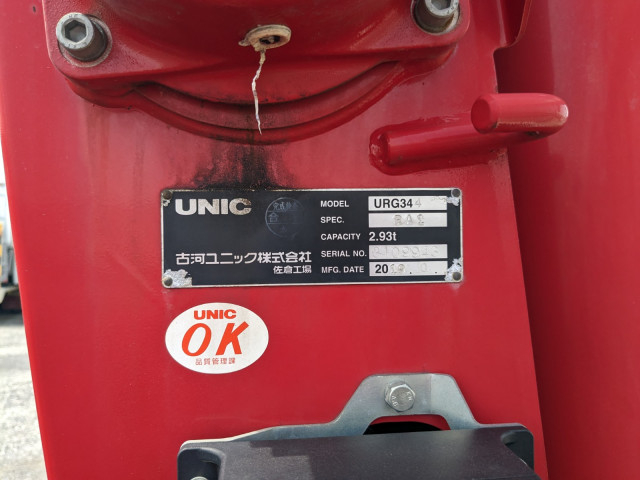 UNIC
MODEL URG344
SPEC.
CAPACITY 2.93t
古河ユニック株式会社
佐倉工場
SERIAL NO.
MFG. DATE
UNIC
OK
品質管理課